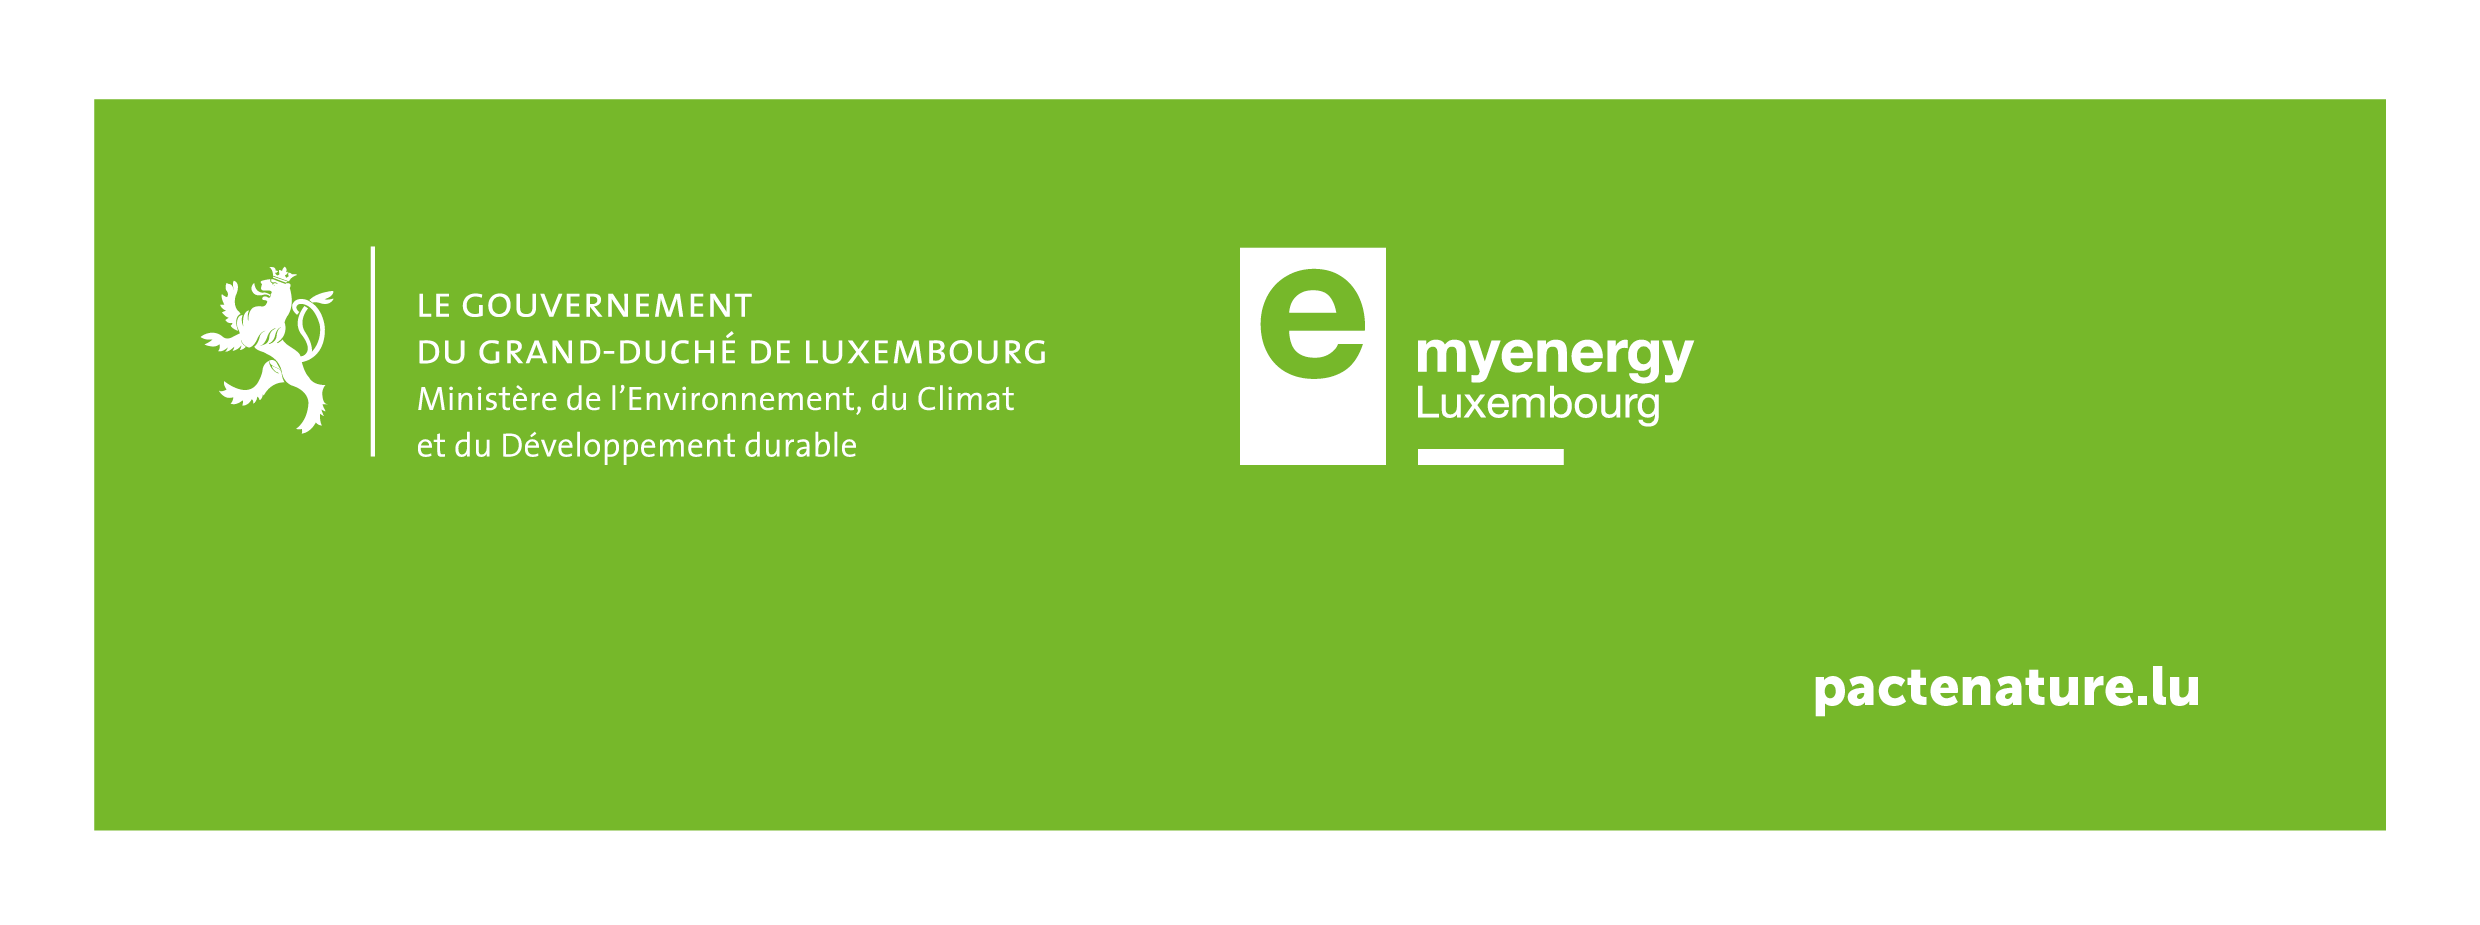 LE GOUVERNEMENT
DU GRAND-DUCHÉ DE LUXEMBOURG
Ministère de l’Environnement, du Climat
et du Développement durable
e
myenergy
Luxembourg
pactenature.lu